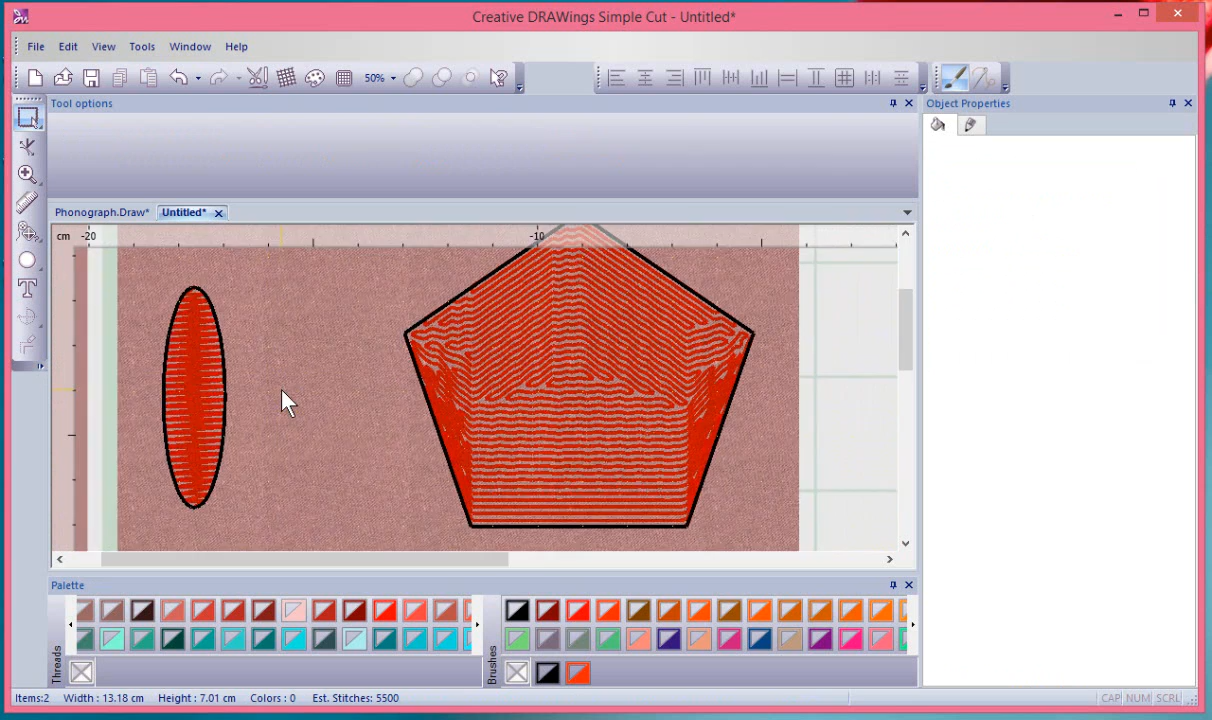 Creative DRAWings Simple Cut - Untitled*
File Edit View Tools Window Help
50%
Tool options
Object Properties
Phonograph.Draw* Untitled*
cm -20 -10
Palette
Threads
Brushes
Items:2 Width : 13.18 cm Height : 7.01 cm Colors : 0 Est. Stitches: 5500 CAP NUM SCRL